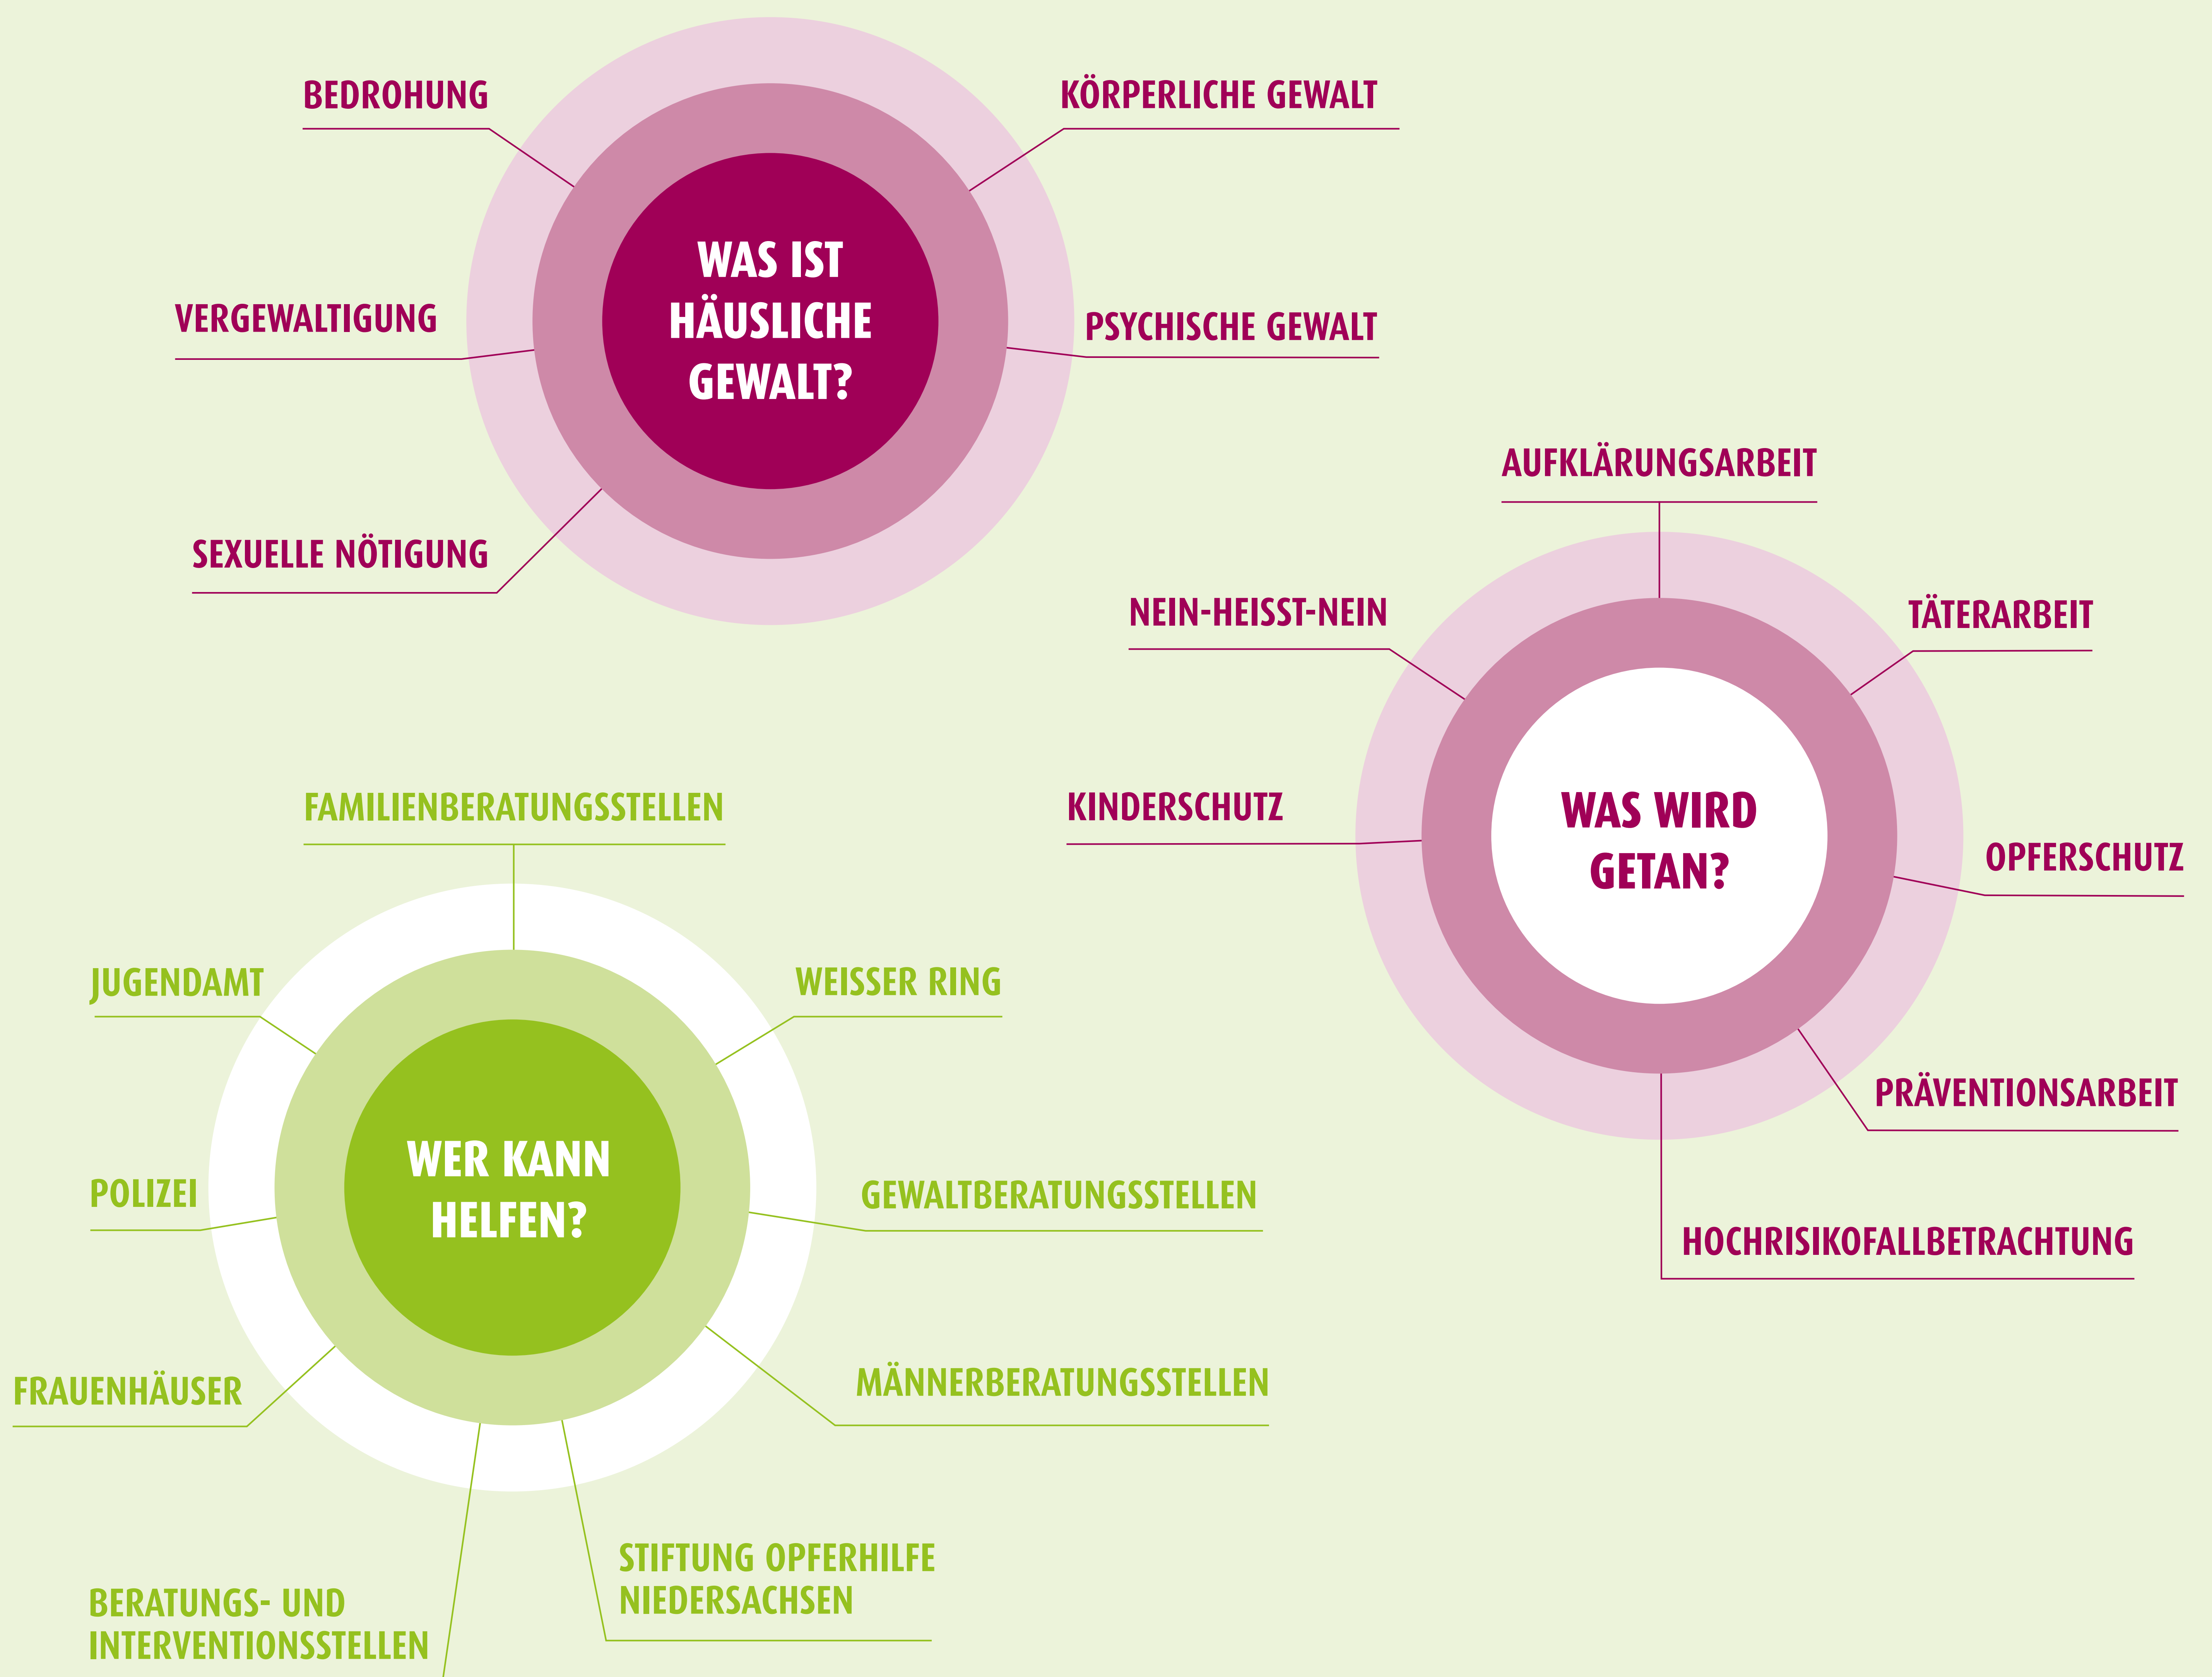 BEDROHUNG
KÖRPERLICHE GEWALT
WAS IST
HÄUSLICHE
GEWALT?
VERGEWALTIGUNG
PSYCHISCHE GEWALT
SEXUELLE NÖTIGUNG
AUFKLÄRUNGSARBEIT
NEIN-HEISST-NEIN
TÄTERARBEIT
KINDERSCHUTZ
WAS WIRD
GETAN?
OPFERSCHUTZ
PRÄVENTIONSARBEIT
HOCHRISIKOFALLBETRACHTUNG
FAMILIENBERATUNGSSTELLEN
JUGENDAMT
WEISSER RING
WER KANN
HELFEN?
POLIZEI
GEWALTBERATUNGSSTELLEN
FRAUENHÄUSER
MÄNNERBERATUNGSSTELLEN
STIFTUNG OPFERHILFE
NIEDERSACHSEN
BERATUNGS- UND
INTERVENTIONSSTELLEN